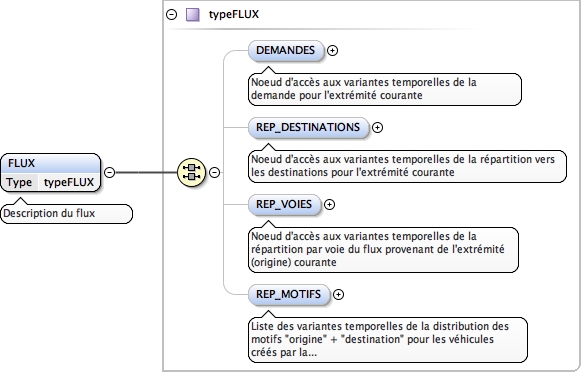 typeFLUX
DEMANDES
Noeud d'accès aux variantes temporelles de la
demande pour l'extrémité courante
REP_DESTINATIONS
Noeud d'accès aux variantes temporelles de la répartition vers
les destinations pour l'extrémité courante
FLUX
Type typeFLUX
Description du flux
REP_VOIES
Noeud d'accès aux variantes temporelles de la
répartition par voie du flux provenant de l'extrémité
(origine) courante
REP_MOTIFS
Liste des variantes temporelles de la distribution des
motifs "origine" + "destination" pour les véhicules
créés par la...